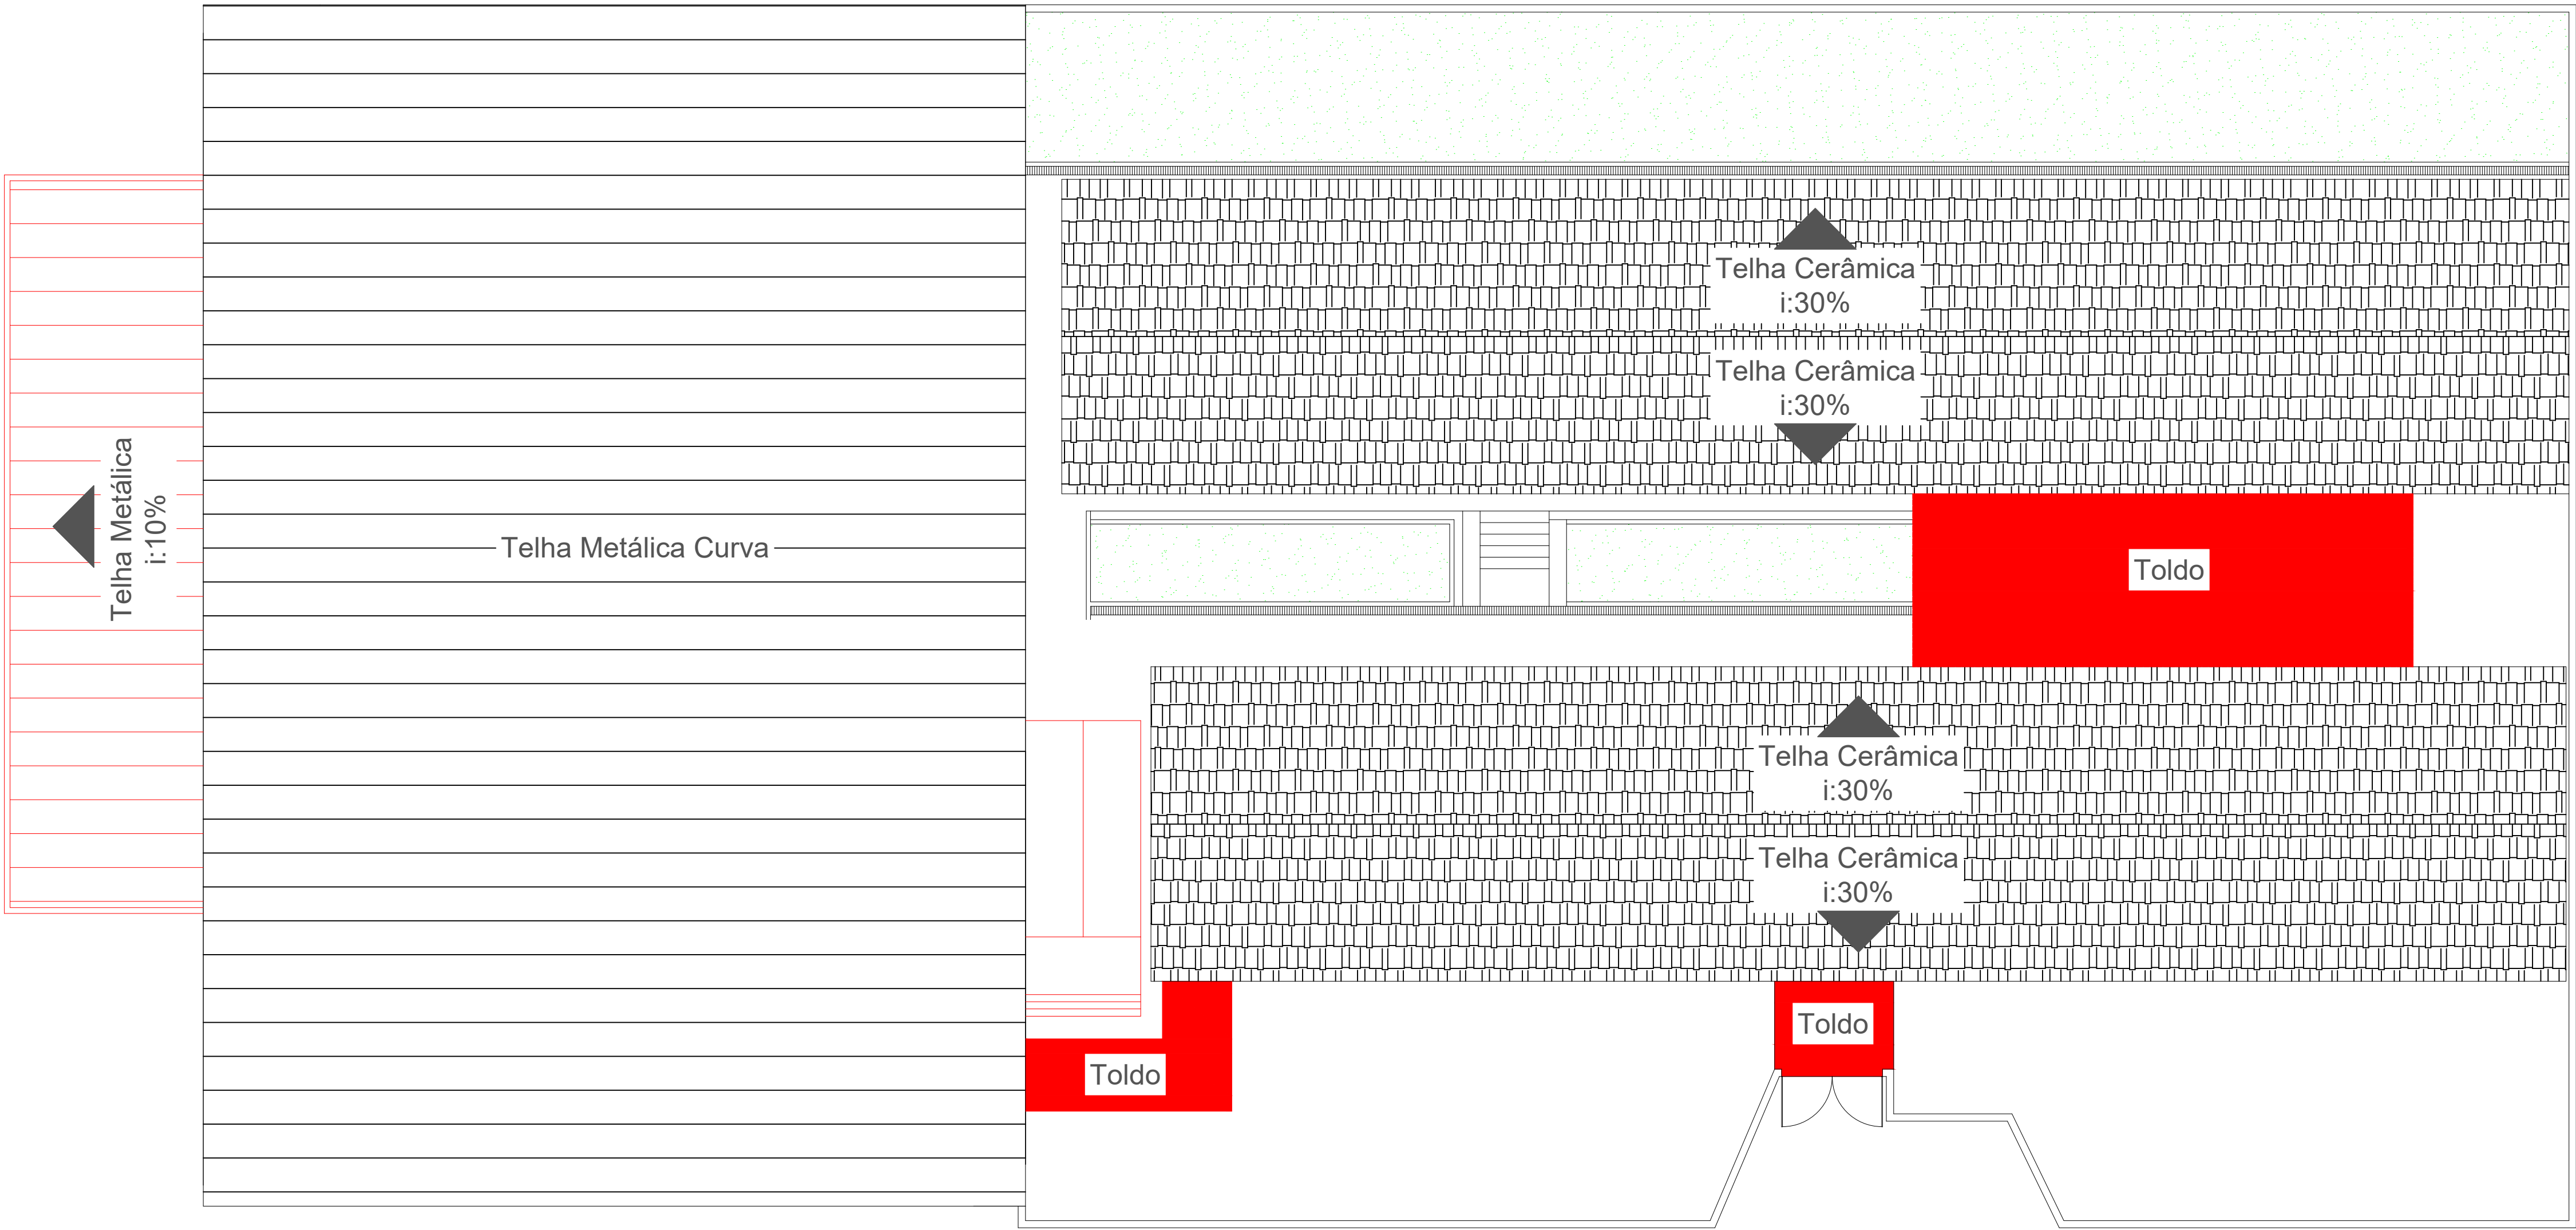 Telha Cerâmica
i:30%
Telha Cerâmica
i:30%
Telha Metálica
i:10%
Telha Metálica Curva
Toldo
Telha Cerâmica
i:30%
Telha Cerâmica
i:30%
Toldo
Toldo